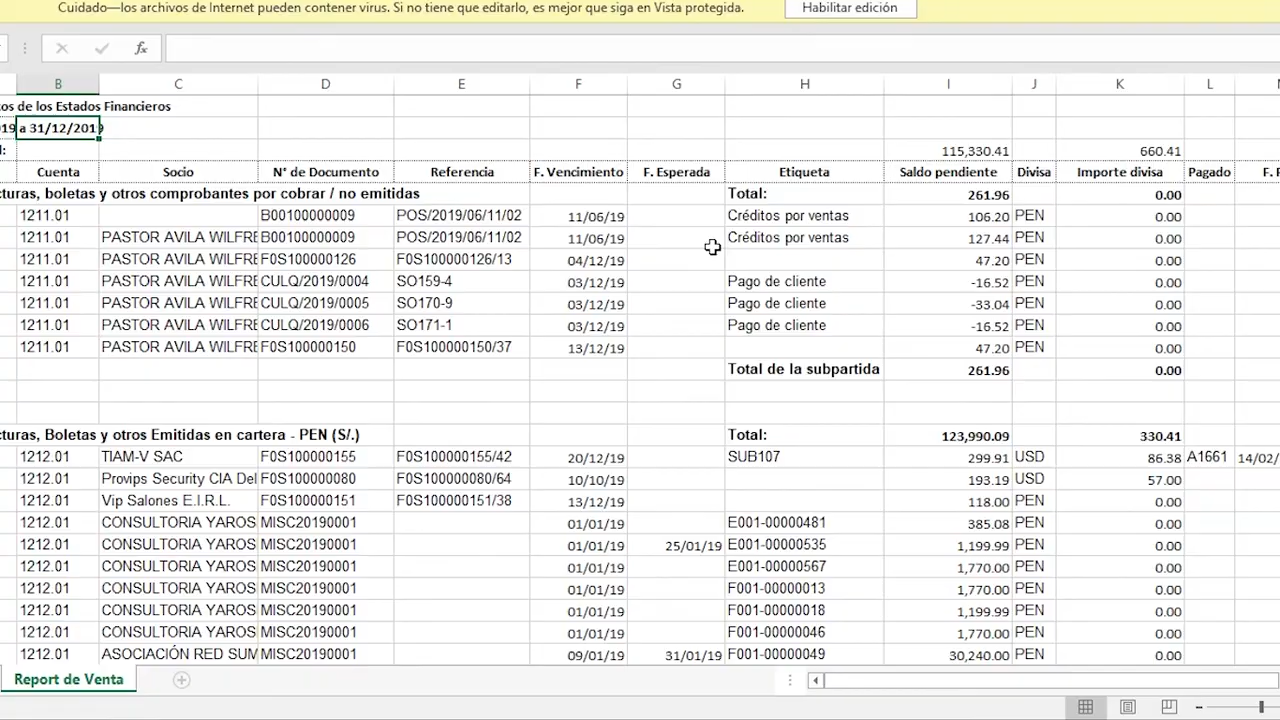 Cuidado—los archivos de Internet pueden contener virus. Si no tiene que editarlo, es mejor que siga en Vista protegida. Habilitar edición
fx
B C D E F G H I J K L
os de los Estados Financieros
019 a 31/12/2019
l: 115,330.41 660.41
Cuenta Socio N° de Documento Referencia F. Vencimiento F. Esperada Etiqueta Saldo pendiente Divisa Importe divisa Pagado F.
cturas, boletas y otros comprobantes por cobrar / no emitidas Total: 261.96 0.00
1211.01 B00100000009 POS/2019/06/11/02 11/06/19 Créditos por ventas 106.20 PEN 0.00
1211.01 PASTOR AVILA WILFRE B00100000009 POS/2019/06/11/02 11/06/19 Créditos por ventas 127.44 PEN 0.00
1211.01 PASTOR AVILA WILFRE F0S100000126 F0S100000126/13 04/12/19 47.20 PEN 0.00
1211.01 PASTOR AVILA WILFRE CULQ/2019/0004 SO159-4 03/12/19 Pago de cliente -16.52 PEN 0.00
1211.01 PASTOR AVILA WILFRE CULQ/2019/0005 SO170-9 03/12/19 Pago de cliente -33.04 PEN 0.00
1211.01 PASTOR AVILA WILFRE CULQ/2019/0006 SO171-1 03/12/19 Pago de cliente -16.52 PEN 0.00
1211.01 PASTOR AVILA WILFRE F0S100000150 F0S100000150/37 13/12/19 47.20 PEN 0.00
Total de la subpartida 261.96 0.00
cturas, Boletas y otros Emitidas en cartera - PEN (S/.) Total: 123,990.09 330.41
1212.01 TIAM-V SAC F0S100000155 F0S100000155/42 20/12/19 SUB107 299.91 USD 86.38 A1661 14/02/
1212.01 Provips Security CIA Del F0S100000080 F0S100000080/64 10/10/19 193.19 USD 57.00
1212.01 Vip Salones E.I.R.L. F0S100000151 F0S100000151/38 13/12/19 118.00 PEN 0.00
1212.01 CONSULTORIA YAROS MISC20190001 01/01/19 E001-00000481 385.08 PEN 0.00
1212.01 CONSULTORIA YAROS MISC20190001 01/01/19 25/01/19 E001-00000535 1,199.99 PEN 0.00
1212.01 CONSULTORIA YAROS MISC20190001 01/01/19 E001-00000567 1,770.00 PEN 0.00
1212.01 CONSULTORIA YAROS MISC20190001 01/01/19 F001-00000013 1,770.00 PEN 0.00
1212.01 CONSULTORIA YAROS MISC20190001 01/01/19 F001-00000018 1,199.99 PEN 0.00
1212.01 CONSULTORIA YAROS MISC20190001 01/01/19 F001-00000046 1,770.00 PEN 0.00
1212.01 ASOCIACIÓN RED SUM MISC20190001 09/01/19 31/01/19 F001-00000049 30,240.00 PEN 0.00
Report de Venta